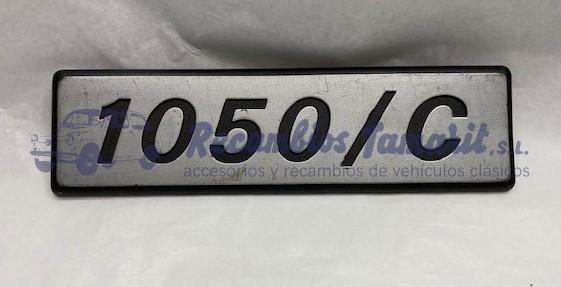 1050/C
Recambios Tamarit, S.L.
accesorios y recambios de vehículos clásicos